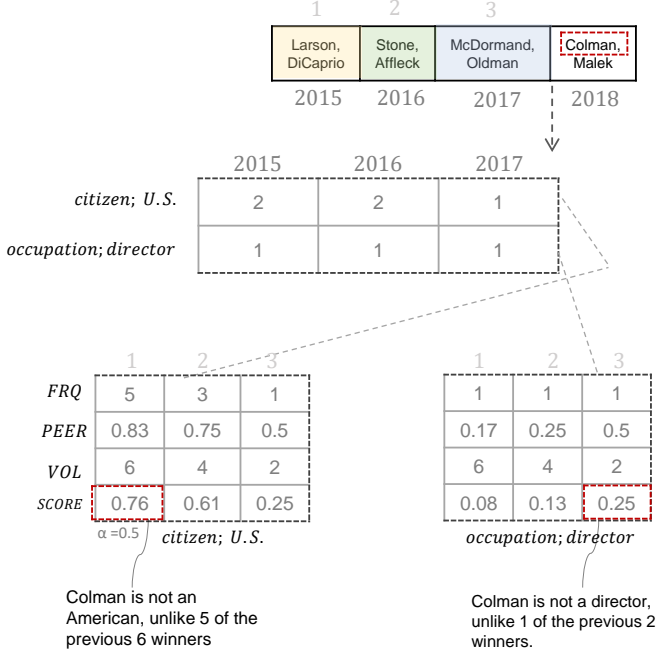 1 2 3
Larson, Stone, McDormand, Colman,
DiCaprio Affleck Oldman Malek
2015 2016 2017 2018
2015 2016 2017
citizen; U.S. 2 2 1
occupation; director 1 1 1
1 2 3 1 2 3
FRQ 5 3 1 1 1 1
PEER 0.83 0.75 0.5 0.17 0.25 0.5
VOL 6 4 2 6 4 2
SCORE 0.76 0.61 0.25 0.08 0.13 0.25
α =0.5 citizen; U.S. occupation; director
Colman is not an
American, unlike 5 of the
previous 6 winners
Colman is not a director,
unlike 1 of the previous 2
winners.